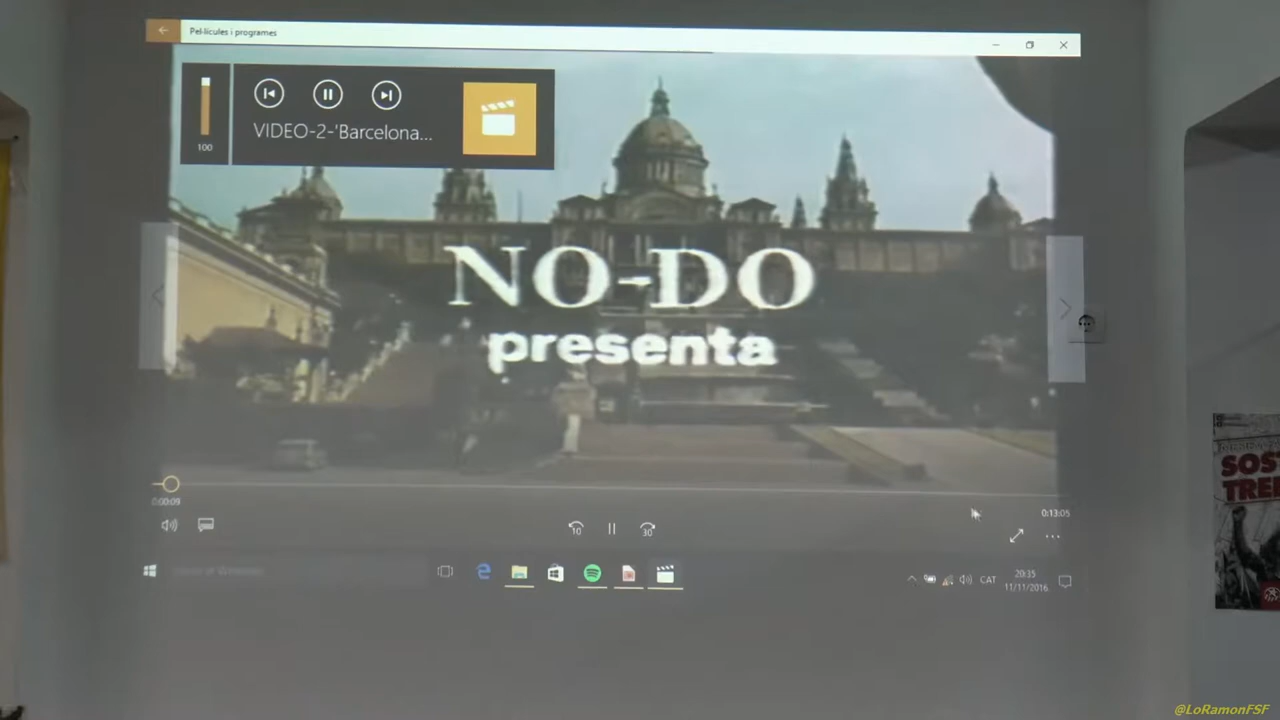 Pel·lícules i programes
100
VIDEO-2-'Barcelona...
NO-DO
presenta
0:00:09
0:13:05
10
30
CAT
20:35
11/11/2016
SOS
TRE
@LoRamonFSF